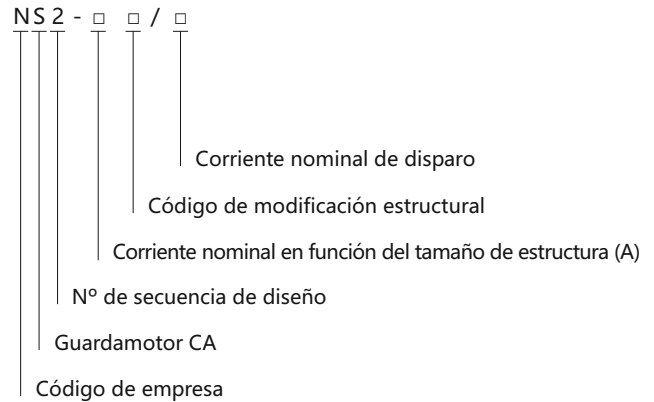 NS2-□ □/□
Corriente nominal de disparo
Código de modificación estructural
Corriente nominal en función del tamaño de estructura (A)
Nº de secuencia de diseño
Guardamotor CA
Código de empresa